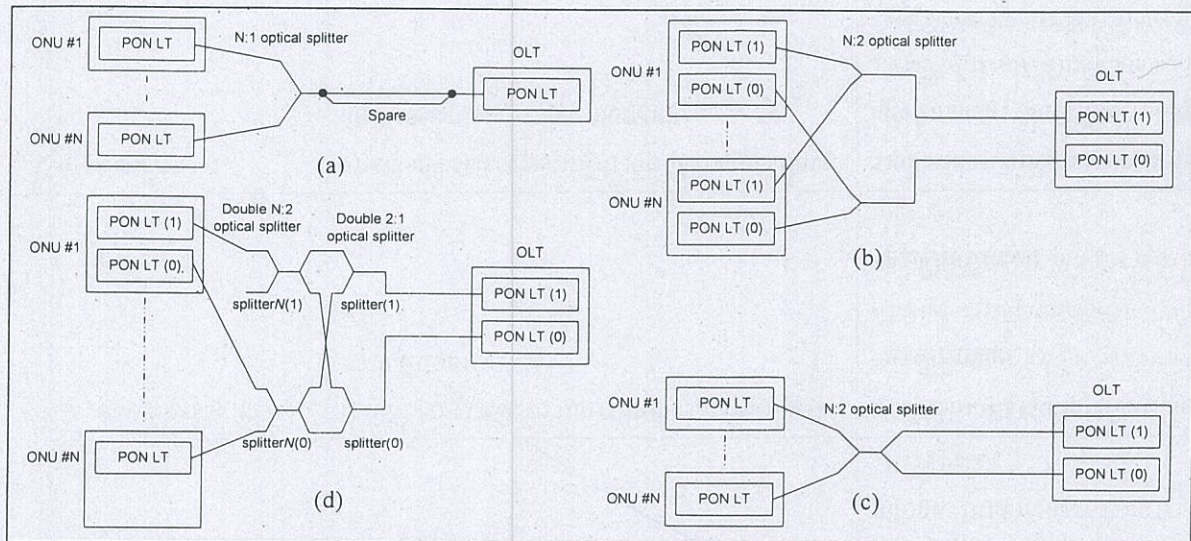 ONU #1
PON LT
N:1 optical splitter
OLT
PON LT
Spare
ONU #N
PON LT
(a)
ONU #1
PON LT (1)
PON LT (0)
N:2 optical splitter
OLT
PON LT (1)
PON LT (0)
ONU #N
PON LT (1)
PON LT (0)
(b)
ONU #1
PON LT (1)
PON LT (0)
Double N:2
optical splitter
Double 2:1
optical splitter
OLT
PON LT (1)
PON LT (0)
splitterN(1)
splitter(1)
splitterN(0)
splitter(0)
ONU #N
PON LT
(d)
ONU #1
PON LT
N:2 optical splitter
OLT
PON LT (1)
PON LT (0)
ONU #N
PON LT
(c)